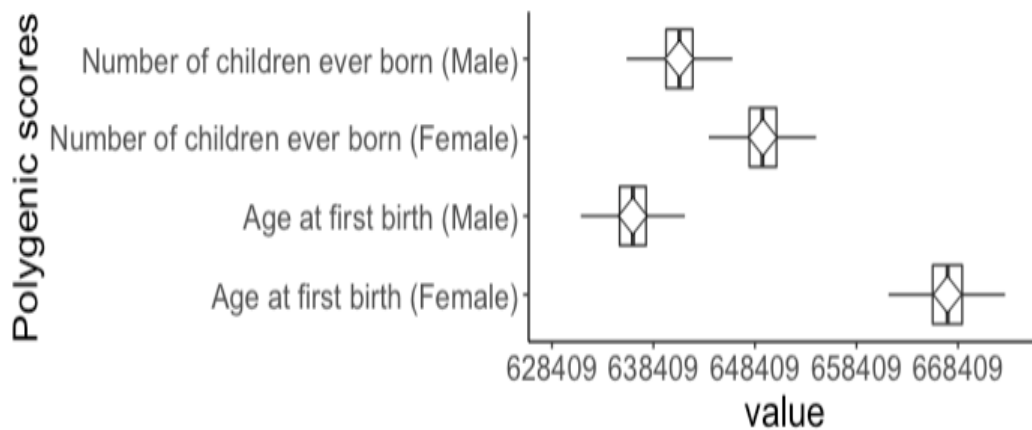 Polygenic scores
Number of children ever born (Male)
Number of children ever born (Female)
Age at first birth (Male)
Age at first birth (Female)
628409 638409 648409 658409 668409
value